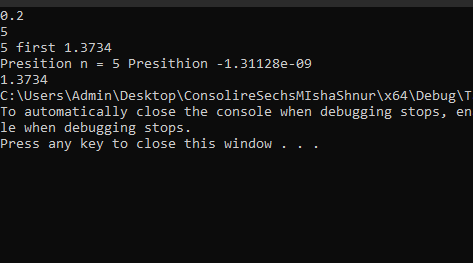 0.2
5
5 first 1.3734
Presition n = 5 Presithion -1.31128e-09
1.3734
C:\Users\Admin\Desktop\ConsolireSechsMIshaShnur\x64\Debug\T
To automatically close the console when debugging stops, en
le when debugging stops.
Press any key to close this window . . .